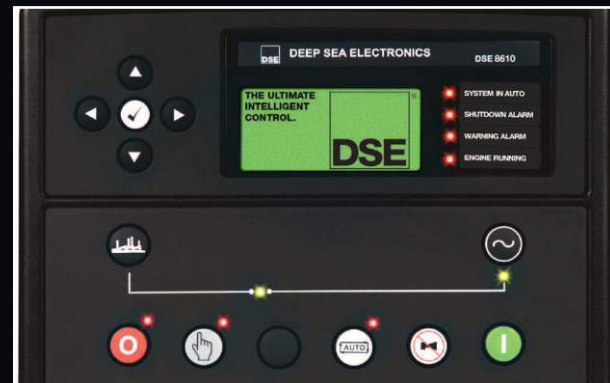 DSE
DEEP SEA ELECTRONICS
DSE 8610
THE ULTIMATE
INTELLIGENT
CONTROL.
DSE
SYSTEM IN AUTO
SHUTDOWN ALARM
WARNING ALARM
ENGINE RUNNING
O
AUTO
I